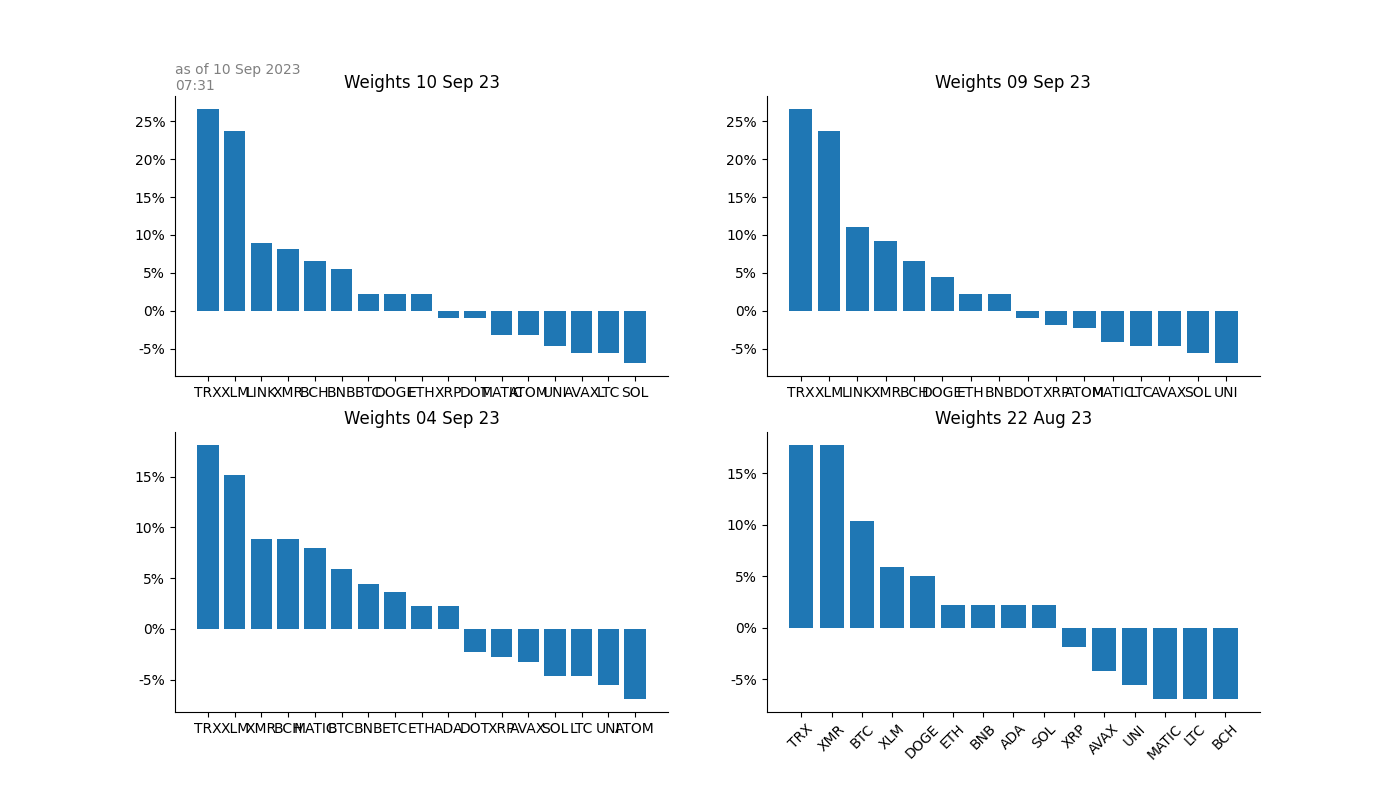 as of 10 Sep 2023
07:31
Weights 10 Sep 23
25%
20%
15%
10%
5%
0%
-5%
TRX XLM LINK XMR BCH BNB BTC DOGE ETH XRP DOT MATIC ATOM UNI AVAX LTC SOL
Weights 09 Sep 23
25%
20%
15%
10%
5%
0%
-5%
TRX XLM LINK XMR BCH DOGE ETH BNB DOT XRP ATOM MATIC LTC AVAX SOL UNI
Weights 04 Sep 23
15%
10%
5%
0%
-5%
TRX XLM XMR BCH MATIC BTC BNB ETC ETH ADA DOT XRP AVAX SOL LTC UNI ATOM
Weights 22 Aug 23
15%
10%
5%
0%
-5%
TRX XMR BTC XLM DOGE ETH BNB ADA SOL XRP AVAX UNI MATIC LTC BCH